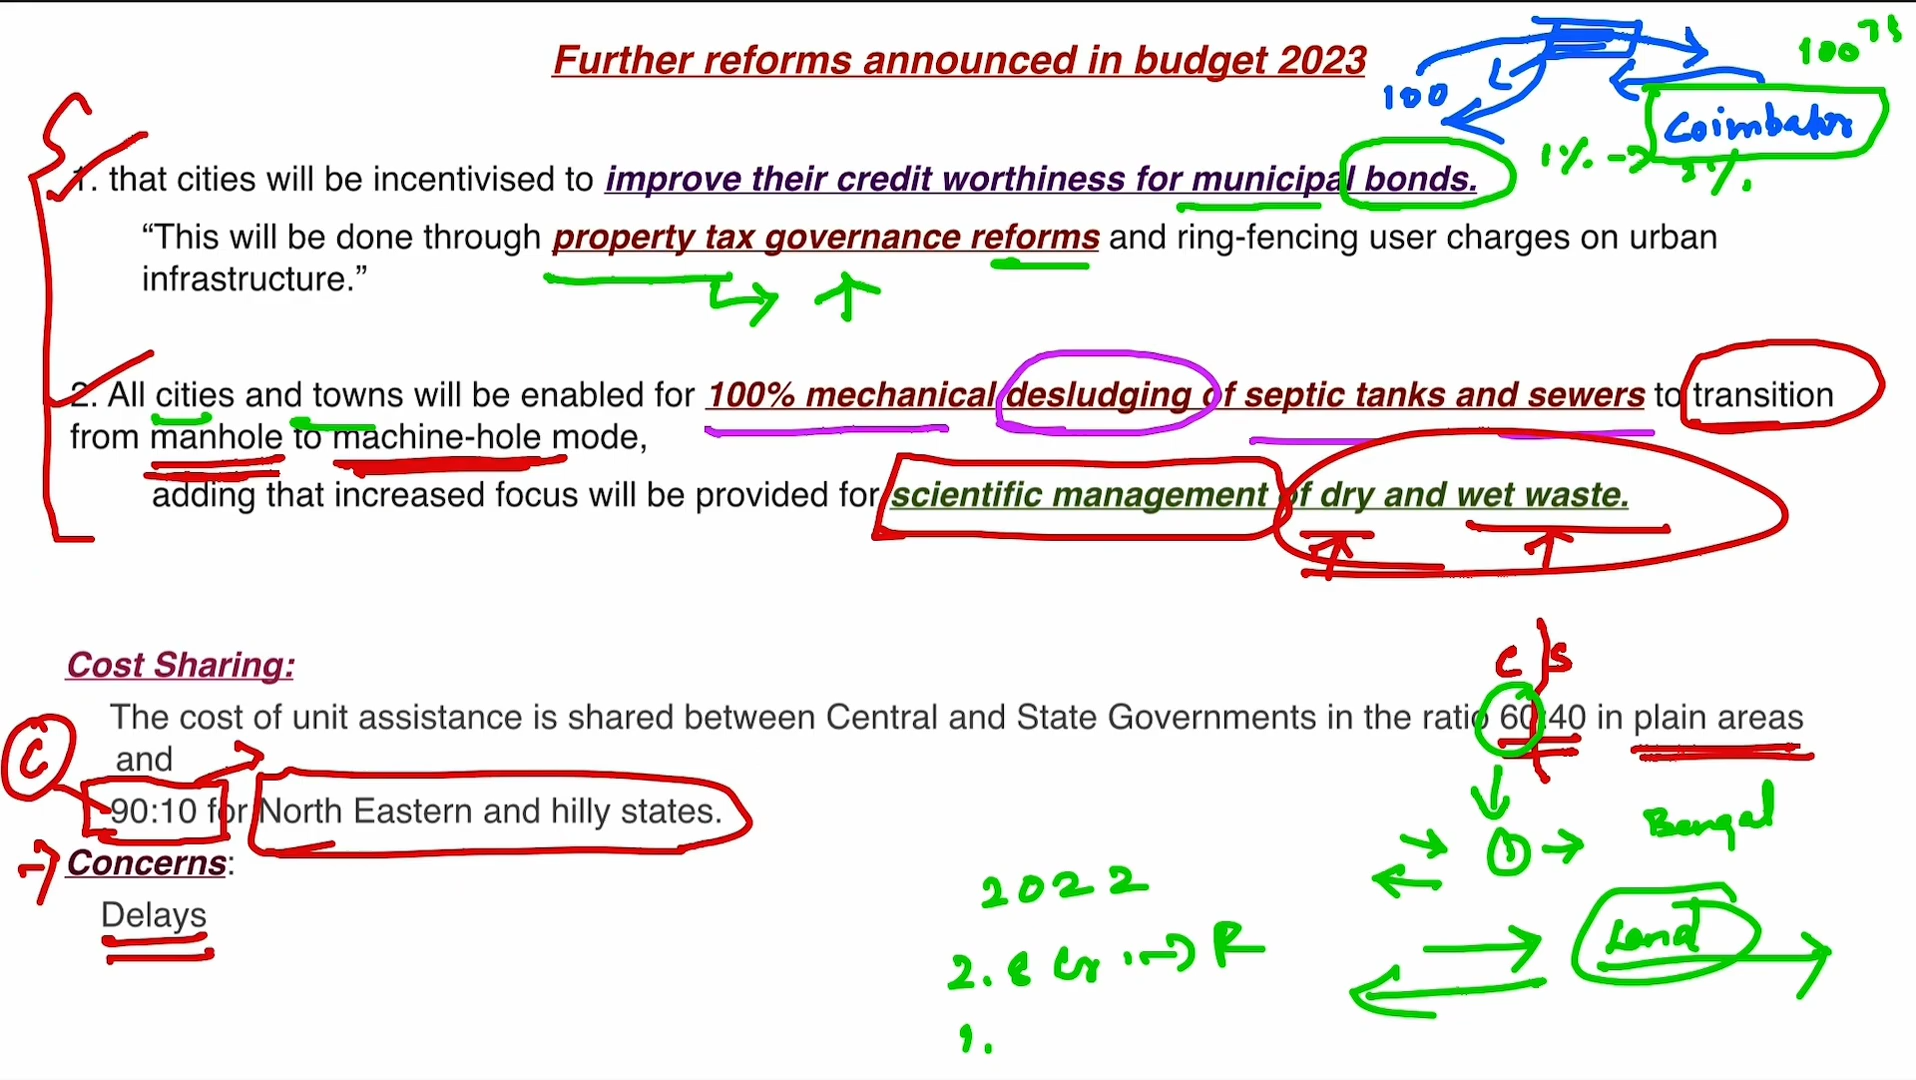 Further reforms announced in budget 2023
100
100
Coimbator
1% ->
1. that cities will be incentivised to improve their credit worthiness for municipal bonds.
“This will be done through property tax governance reforms and ring-fencing user charges on urban
infrastructure.”
2. All cities and towns will be enabled for 100% mechanical desludging of septic tanks and sewers to transition
from manhole to machine-hole mode,
adding that increased focus will be provided for scientific management of dry and wet waste.
C S
Cost Sharing:
The cost of unit assistance is shared between Central and State Governments in the ratio 60:40 in plain areas
and
C
90:10 for North Eastern and hilly states.
Bengal
Concerns:
2022
Delays
Land
2.8 Cr R
1.